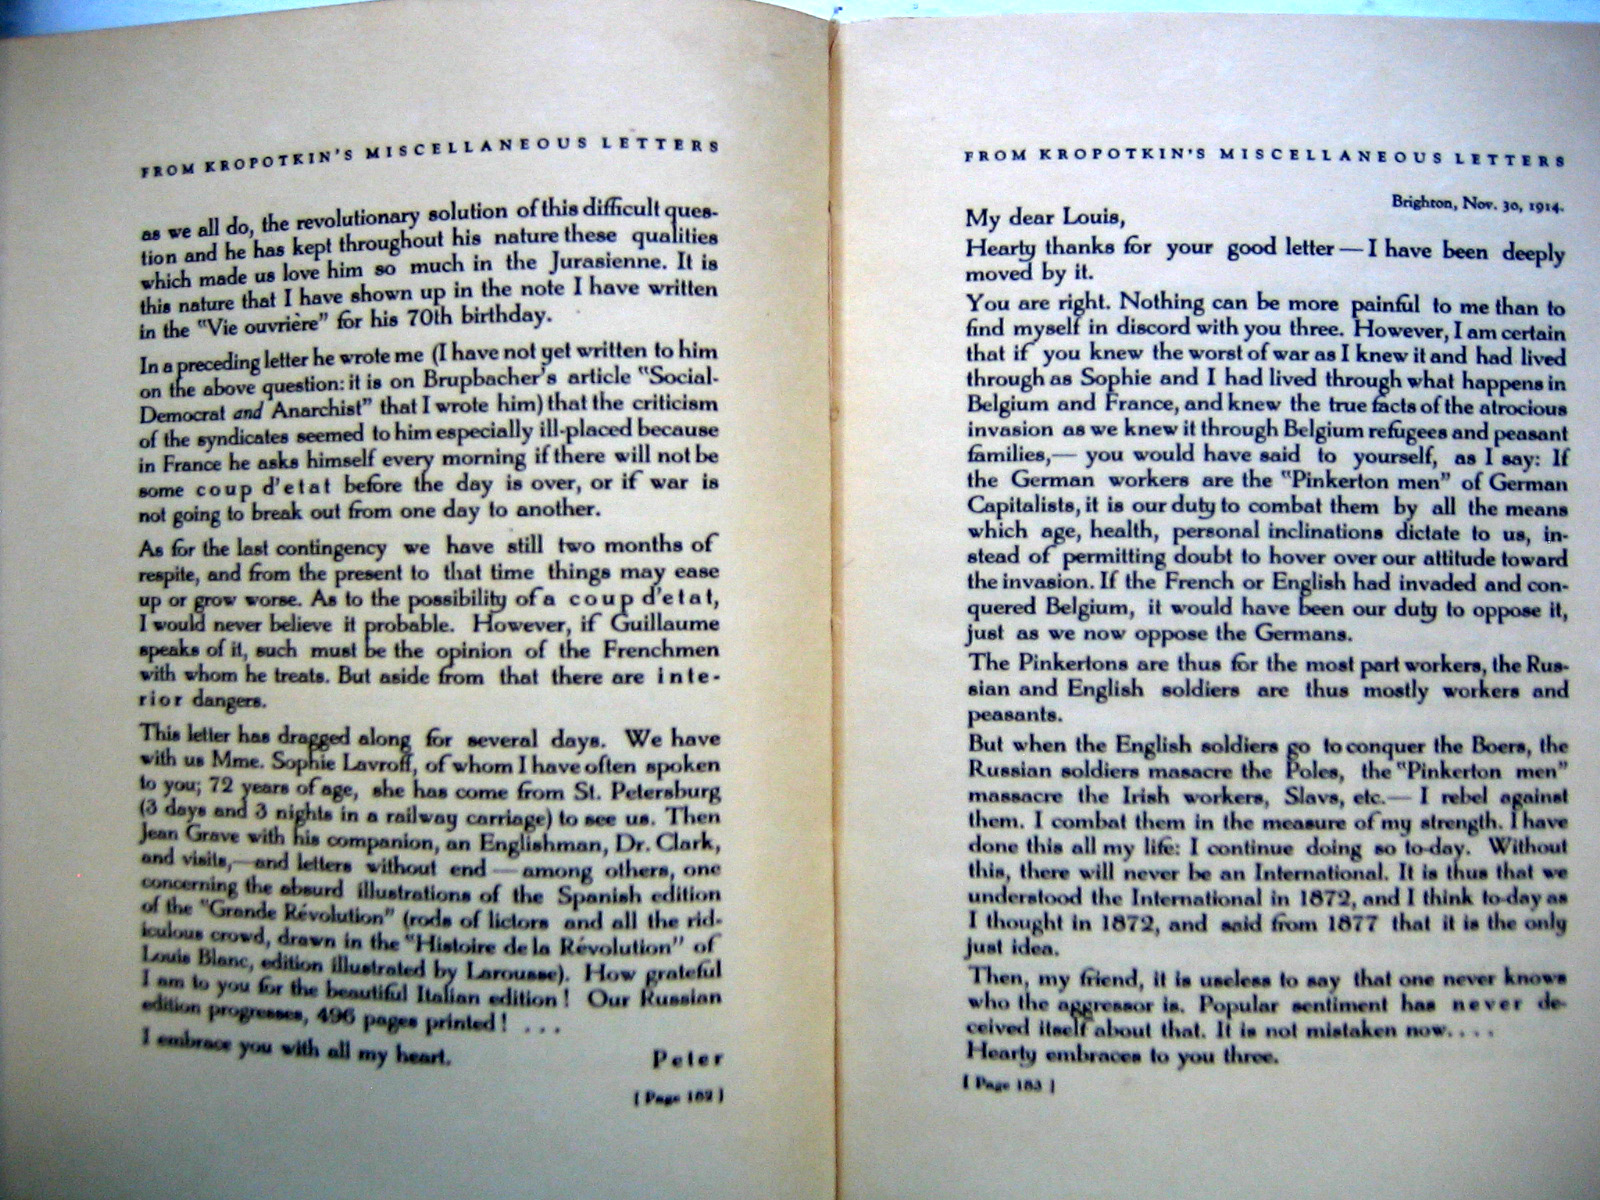 FROM KROPOTKIN'S MISCELLANEOUS LETTERS
as we all do, the revolutionary solution of this difficult ques-
tion and he has kept throughout his nature these qualities
which made us love him so much in the Jurasienne. It is
this nature that I have shown up in the note I have written
in the "Vie ouvrière" for his 70th birthday.
In a preceding letter he wrote me (I have not yet written to him
on the above question: it is on Brupbacher's article "Social-
Democrat and Anarchist" that I wrote him) that the criticism
of the syndicates seemed to him especially ill-placed because
in France he asks himself every morning if there will not be
some coup d'etat before the day is over, or if war is
not going to break out from one day to another.
As for the last contingency we have still two months of
respite, and from the present to that time things may ease
up or grow worse. As to the possibility of a coup d'etat,
I would never believe it probable. However, if Guillaume
speaks of it, such must be the opinion of the Frenchmen
with whom he treats. But aside from that there are inte-
rior dangers.
This letter has dragged along for several days. We have
with us Mme. Sophie Lavroff, of whom I have often spoken
to you; 72 years of age, she has come from St. Petersburg
(3 days and 3 nights in a railway carriage) to see us. Then
Jean Grave with his companion, an Englishman, Dr. Clark,
and visits,—and letters without end—among others, one
concerning the absurd illustrations of the Spanish edition
of the "Grande Révolution" (rods of lictors and all the rid-
iculous crowd, drawn in the "Histoire de la Révolution" of
Louis Blanc, edition illustrated by Larousse). How grateful
I am to you for the beautiful Italian edition! Our Russian
edition progresses, 496 pages printed! . . .
I embrace you with all my heart.
Peter
[ Page 182 ]
FROM KROPOTKIN'S MISCELLANEOUS LETTERS
Brighton, Nov. 30, 1914.
My dear Louis,
Hearty thanks for your good letter—I have been deeply
moved by it.
You are right. Nothing can be more painful to me than to
find myself in discord with you three. However, I am certain
that if you knew the worst of war as I knew it and had lived
through as Sophie and I had lived through what happens in
Belgium and France, and knew the true facts of the atrocious
invasion as we knew it through Belgium refugees and peasant
families,— you would have said to yourself, as I say: If
the German workers are the "Pinkerton men" of German
Capitalists, it is our duty to combat them by all the means
which age, health, personal inclinations dictate to us, in-
stead of permitting doubt to hover over our attitude toward
the invasion. If the French or English had invaded and con-
quered Belgium, it would have been our duty to oppose it,
just as we now oppose the Germans.
The Pinkertons are thus for the most part workers, the Rus-
sian and English soldiers are thus mostly workers and
peasants.
But when the English soldiers go to conquer the Boers, the
Russian soldiers massacre the Poles, the "Pinkerton men"
massacre the Irish workers, Slavs, etc.— I rebel against
them. I combat them in the measure of my strength. I have
done this all my life: I continue doing so to-day. Without
this, there will never be an International. It is thus that we
understood the International in 1872, and I think to-day as
I thought in 1872, and said from 1877 that it is the only
just idea.
Then, my friend, it is useless to say that one never knows
who the aggressor is. Popular sentiment has never de-
ceived itself about that. It is not mistaken now. . . .
Hearty embraces to you three.
[ Page 183 ]